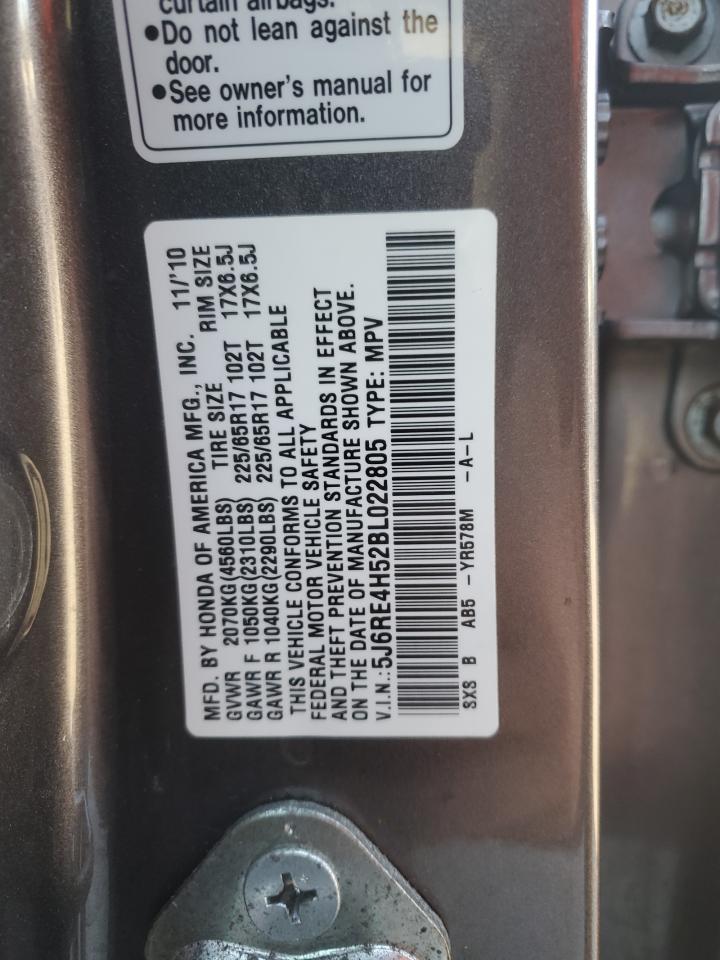 curtain airbags.
●Do not lean against the
door.
●See owner's manual for
more information.
MFD. BY HONDA OF AMERICA MFG., INC. 11/'10
GVWR 2070KG(4560LBS) TIRE SIZE RIM SIZE
GAWR F 1050KG(2310LBS) 225/65R17 102T 17X6.5J
GAWR R 1040KG(2290LBS) 225/65R17 102T 17X6.5J
THIS VEHICLE CONFORMS TO ALL APPLICABLE
FEDERAL MOTOR VEHICLE SAFETY
AND THEFT PREVENTION STANDARDS IN EFFECT
ON THE DATE OF MANUFACTURE SHOWN ABOVE.
V.I.N.:5J6RE4H52BL022805 TYPE: MPV
SXS B AB5 -YR578M -A-L